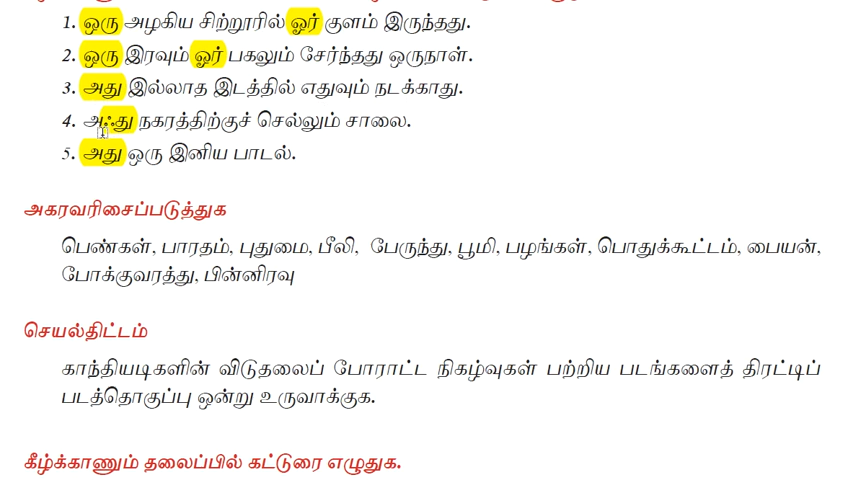 1. ஒரு அழகிய சிற்றூரில் ஓர் குளம் இருந்தது.
2. ஒரு இரவும் ஓர் பகலும் சேர்ந்தது ஒருநாள்.
3. அது இல்லாத இடத்தில் எதுவும் நடக்காது.
4. அஃது நகரத்திற்குச் செல்லும் சாலை.
5. அது ஒரு இனிய பாடல்.
அகரவரிசைப்படுத்துக
பெண்கள், பாரதம், புதுமை, பீலி, பேருந்து, பூமி, பழங்கள், பொதுக்கூட்டம், பையன்,
போக்குவரத்து, பின்னிரவு
செயல்திட்டம்
காந்தியடிகளின் விடுதலைப் போராட்ட நிகழ்வுகள் பற்றிய படங்களைத் திரட்டிப்
படத்தொகுப்பு ஒன்று உருவாக்குக.
கீழ்க்காணும் தலைப்பில் கட்டுரை எழுதுக.